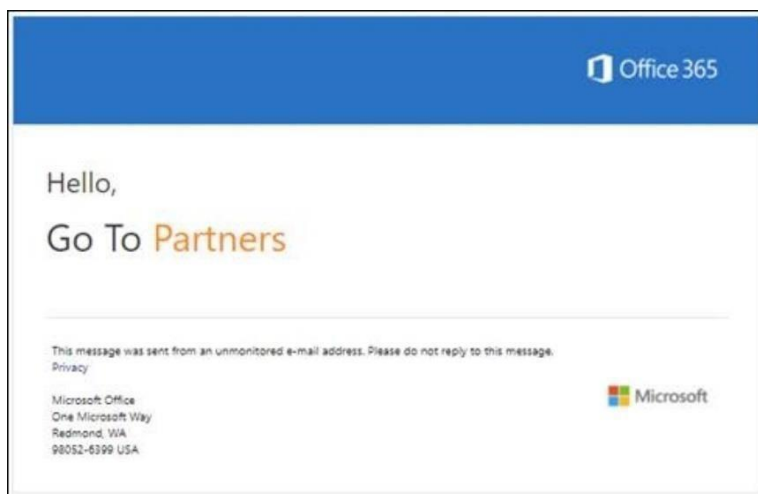 Office 365
Hello,
Go To Partners
This message was sent from an unmonitored e-mail address. Please do not reply to this message.
Privacy
Microsoft Office
One Microsoft Way
Redmond, WA
98052-6399 USA
Microsoft